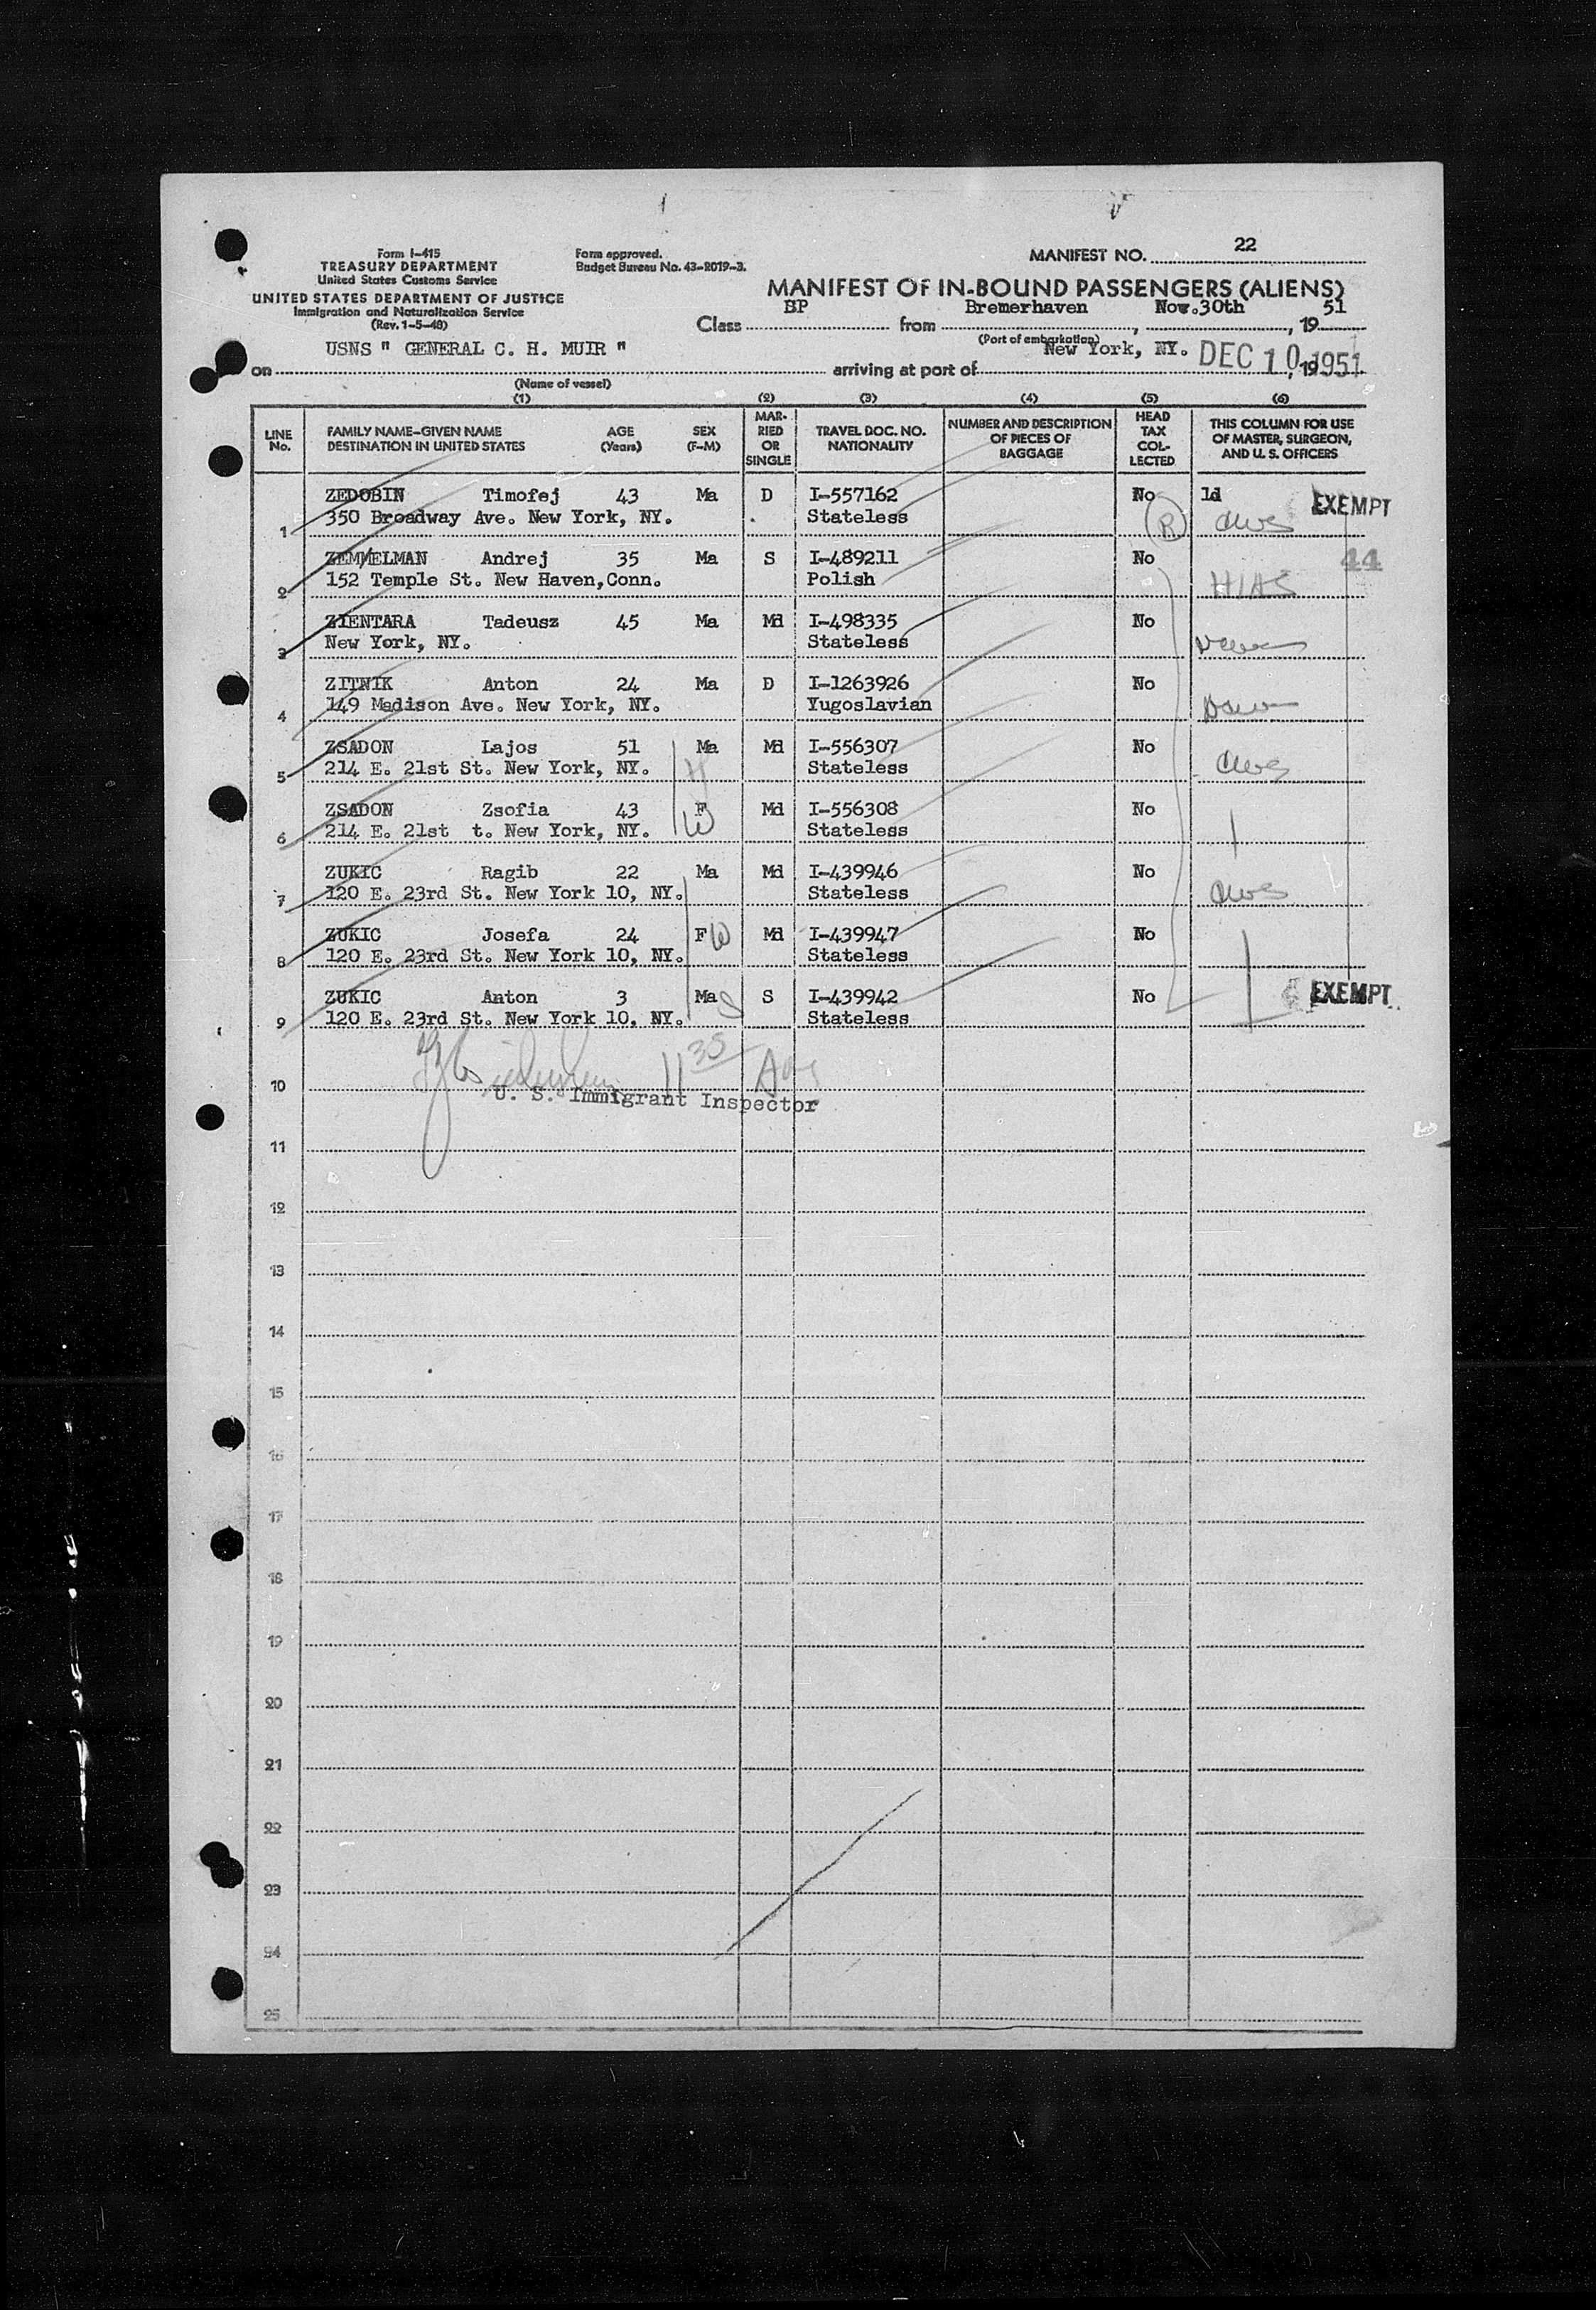 22
Form I-415
Form approved.
MANIFEST NO.
TREASURY DEPARTMENT
Budget Bureau No. 43-R019-3.
United States Customs Service
UNITED STATES DEPARTMENT OF JUSTICE
MANIFEST OF IN-BOUND PASSENGERS (ALIENS)
Immigration and Naturalization Service
(Rev. 1-5-48)
Class BP from Bremerhaven, Nov. 30th, 19 51
(Port of embarkation)
USNS " GENERAL C. H. MUIR "
on arriving at port of New York, NY. DEC 10 1951, 19
(Name of vessel)
(1) (2) (3) (4) (5) (6)
LINE No. FAMILY NAME-GIVEN NAME DESTINATION IN UNITED STATES AGE (Years) SEX (F-M) MARRIED OR SINGLE TRAVEL DOC. NO. NATIONALITY NUMBER AND DESCRIPTION OF PIECES OF BAGGAGE HEAD TAX COLLECTED THIS COLUMN FOR USE OF MASTER, SURGEON, AND U. S. OFFICERS
ZEDOBIN Timofej 43 Ma D I-557162 No 1d EXEMPT
1 350 Broadway Ave. New York, NY. Stateless R CWS
ZEMMELMAN Andrej 35 Ma S I-489211 No 44
2 152 Temple St. New Haven,Conn. Polish HIAS
ZIENTARA Tadeusz 45 Ma Md I-498335 No
3 New York, NY. Stateless
ZITNIK Anton 24 Ma D I-1263926 No
4 149 Madison Ave. New York, NY. Yugoslavian
ZSADON Lajos 51 Ma Md I-556307 No
5 214 E. 21st St. New York, NY. H Stateless CWS
ZSADON Zsofia 43 F Md I-556308 No
6 214 E. 21st t. New York, NY. W Stateless
ZUKIC Ragib 22 Ma Md I-439946 No
7 120 E. 23rd St. New York 10, NY. Stateless CWS
ZUKIC Josefa 24 F W Md I-439947 No
8 120 E. 23rd St. New York 10, NY. Stateless
ZUKIC Anton 3 Ma S S I-439942 No EXEMPT
9 120 E. 23rd St. New York 10, NY. Stateless
11 35
10
U. S. Immigrant Inspector
11
12
13
14
15
16
17
18
19
20
21
22
23
24
25